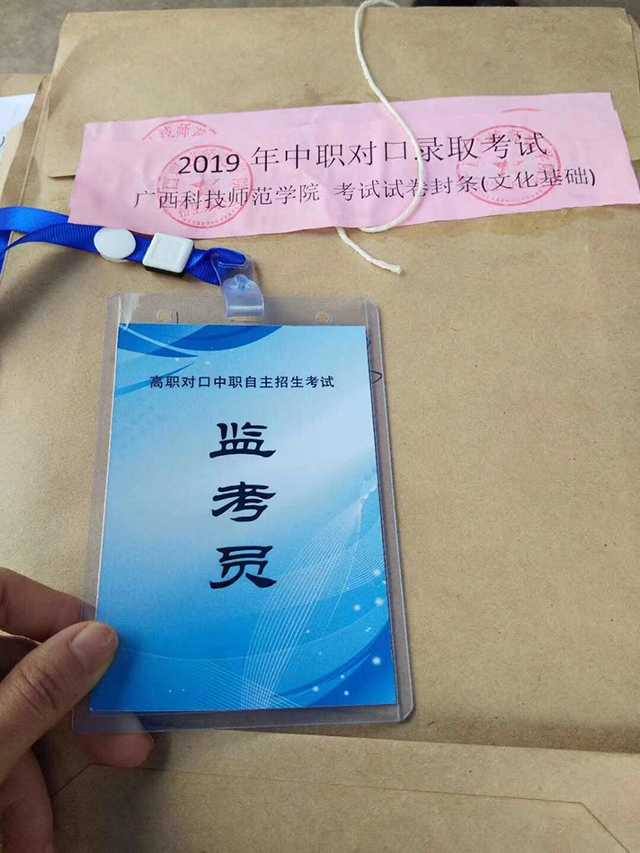 2019 年中职对口录取考试
广西科技师范学院 考试试卷封条(文化基础)
高职对口中职自主招生考试
监
考
员